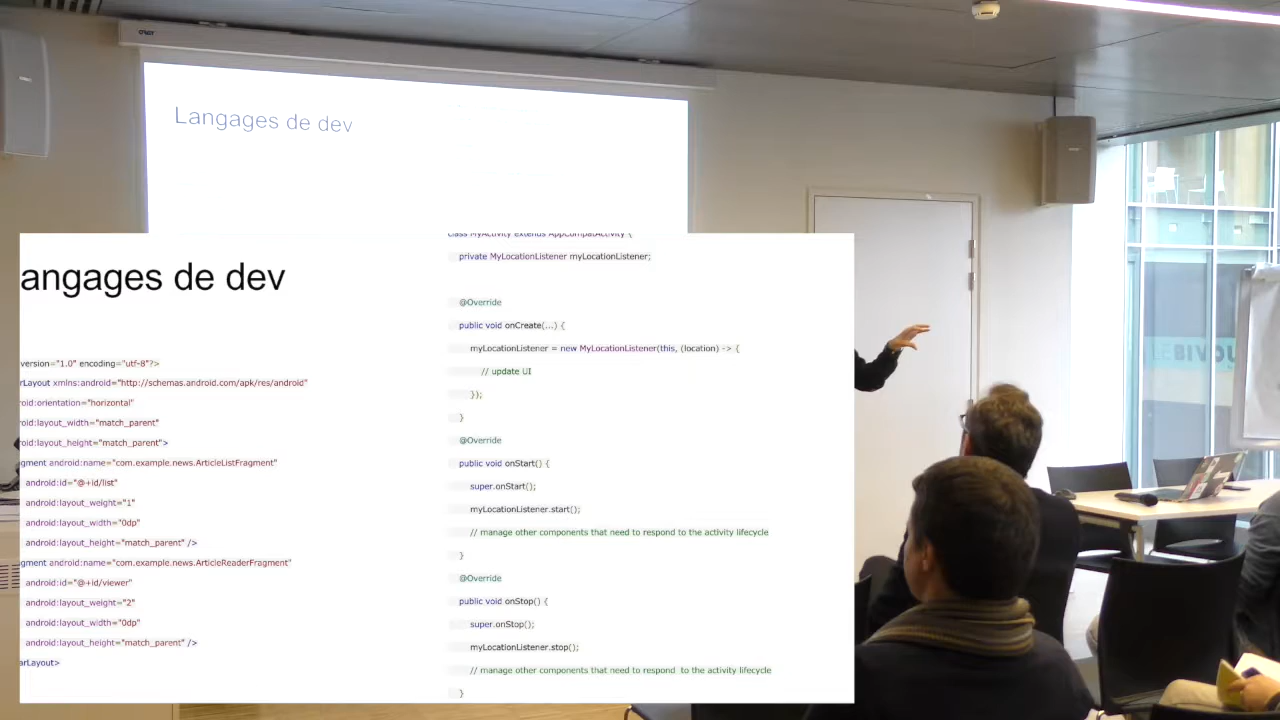 Langages de dev
angages de dev
version="1.0" encoding="utf-8"?>
rLayout xmlns:android="http://schemas.android.com/apk/res/android"
roid:orientation="horizontal"
roid:layout_width="match_parent"
roid:layout_height="match_parent">
gment android:name="com.example.news.ArticleListFragment"
android:id="@+id/list"
android:layout_weight="1"
android:layout_width="0dp"
android:layout_height="match_parent" />
gment android:name="com.example.news.ArticleReaderFragment"
android:id="@+id/viewer"
android:layout_weight="2"
android:layout_width="0dp"
android:layout_height="match_parent" />
arLayout>
class MyActivity extends AppCompatActivity {
private MyLocationListener myLocationListener;
@Override
public void onCreate(...) {
myLocationListener = new MyLocationListener(this, (location) -> {
// update UI
});
}
@Override
public void onStart() {
super.onStart();
myLocationListener.start();
// manage other components that need to respond to the activity lifecycle
}
@Override
public void onStop() {
super.onStop();
myLocationListener.stop();
// manage other components that need to respond  to the activity lifecycle
}